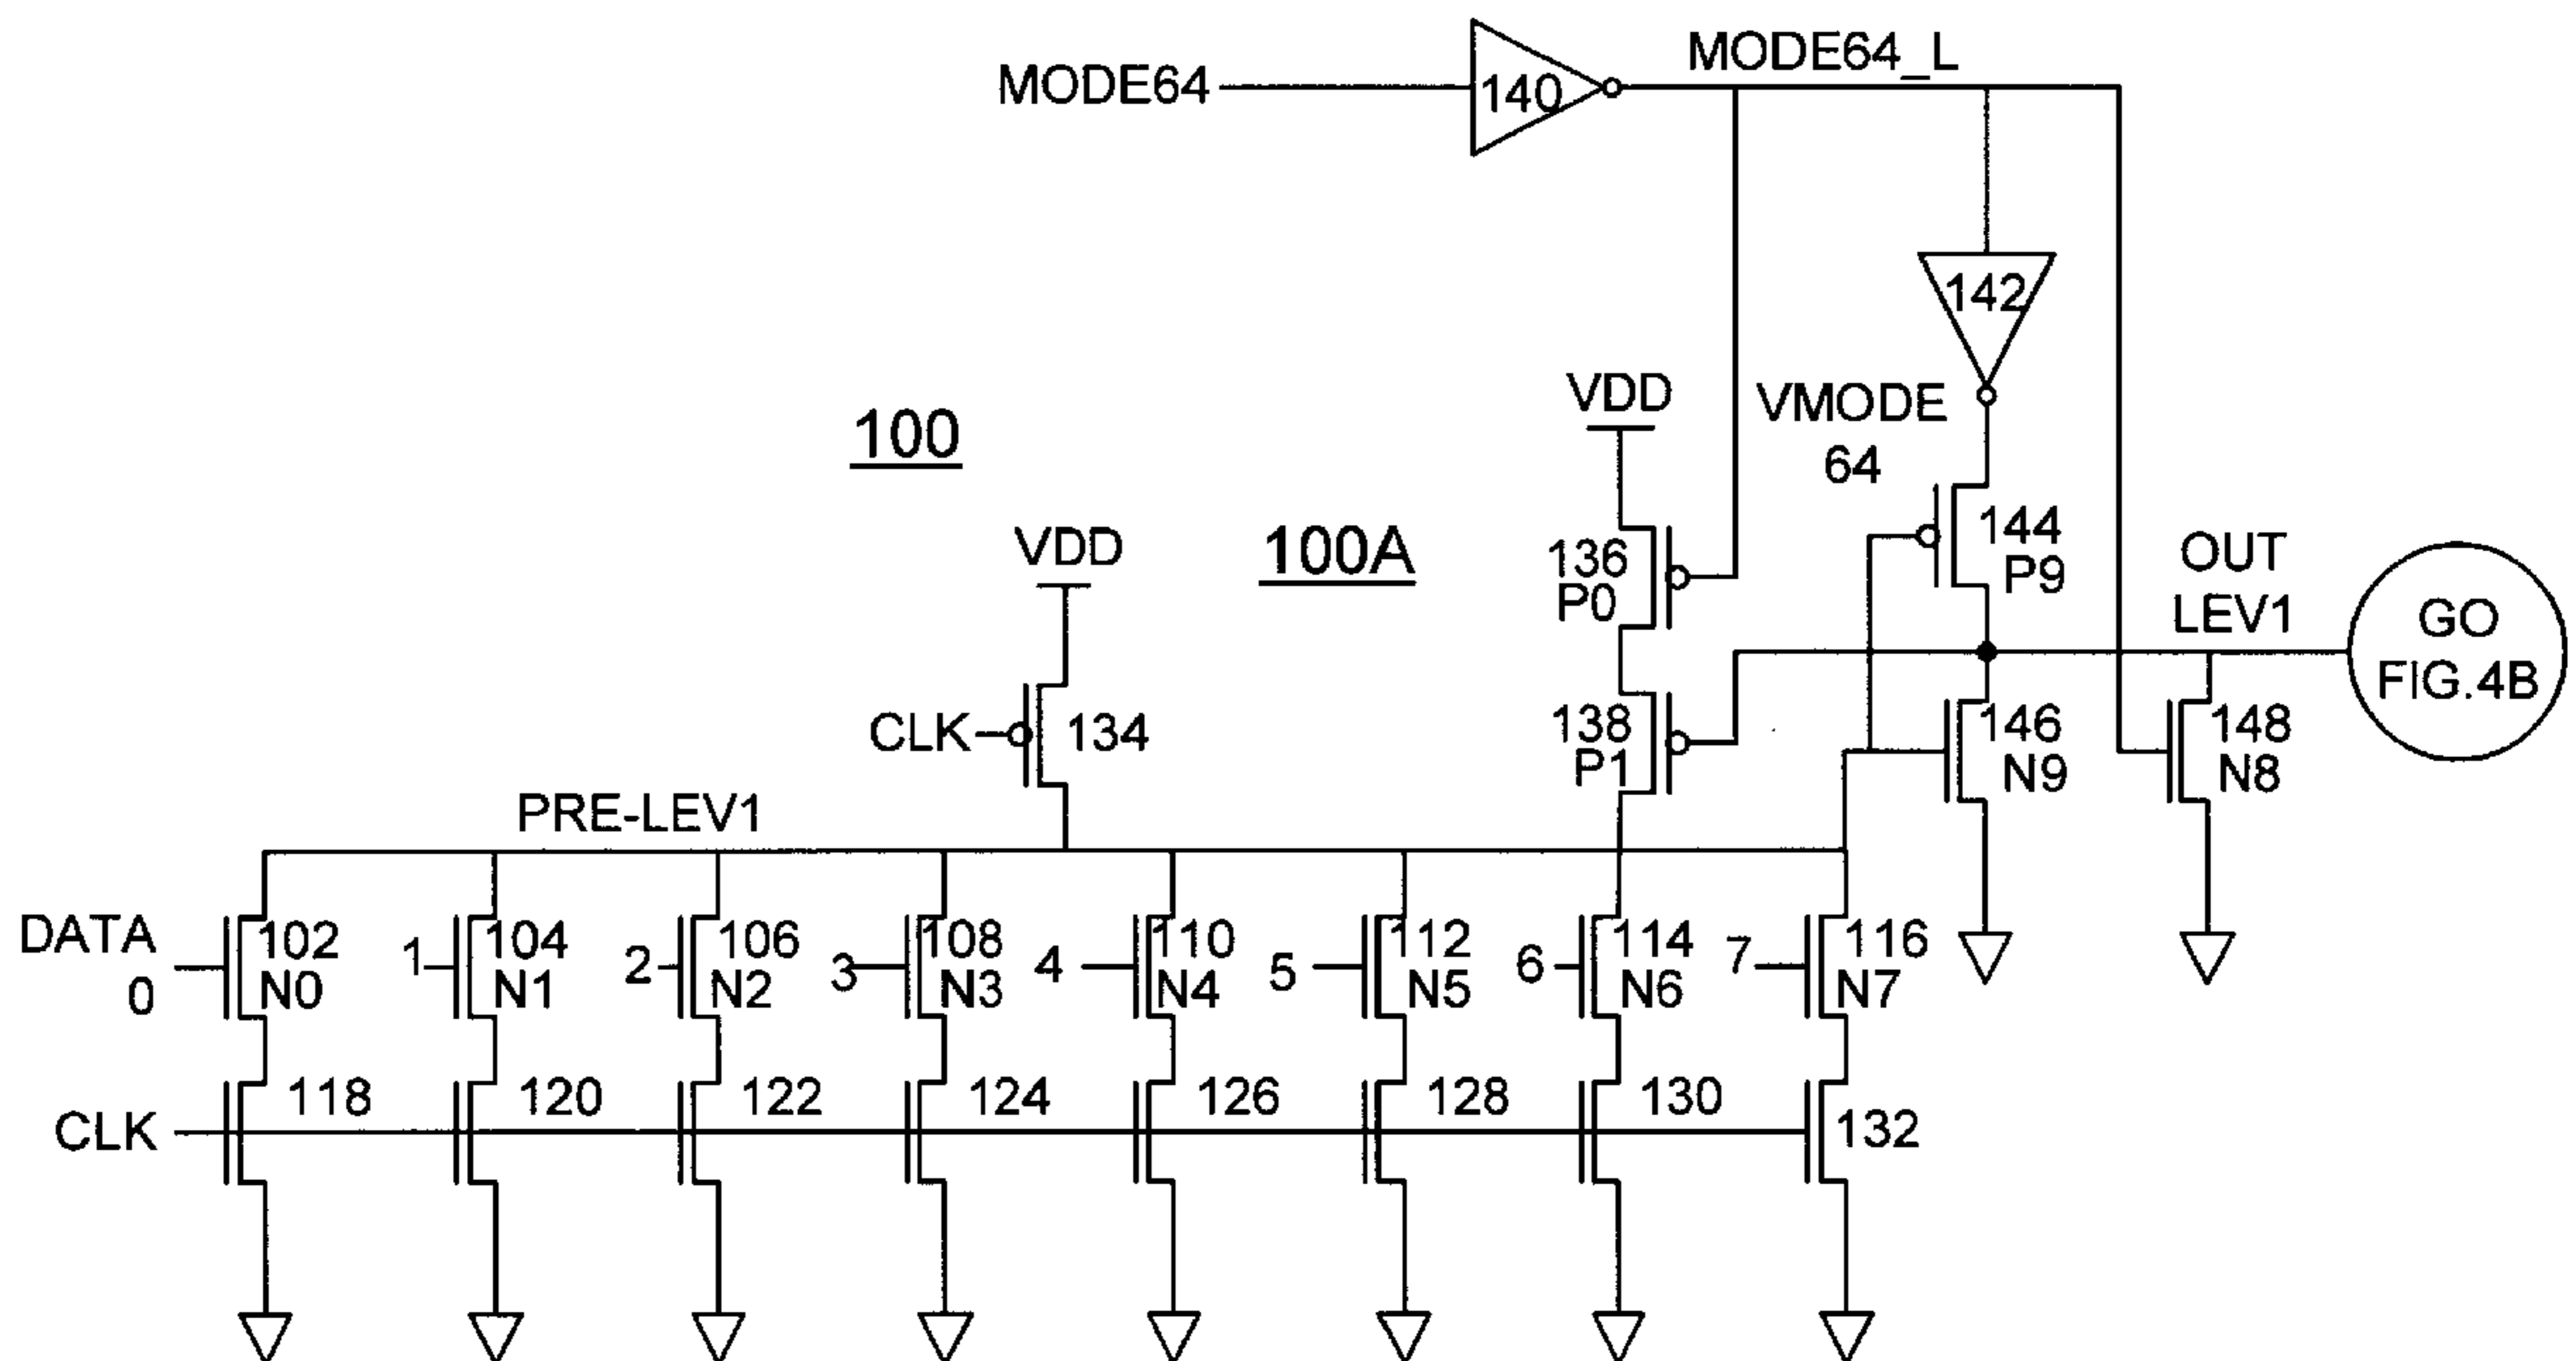 MODE64
140
MODE64_L
142
VDD
VMODE
64
100
VDD
100A
136
P0
144
P9
OUT
LEV1
GO
FIG.4B
CLK
134
138
P1
146
N9
148
N8
PRE-LEV1
DATA
0
102
N0
1
104
N1
2
106
N2
3
108
N3
4
110
N4
5
112
N5
6
114
N6
7
116
N7
CLK
118
120
122
124
126
128
130
132